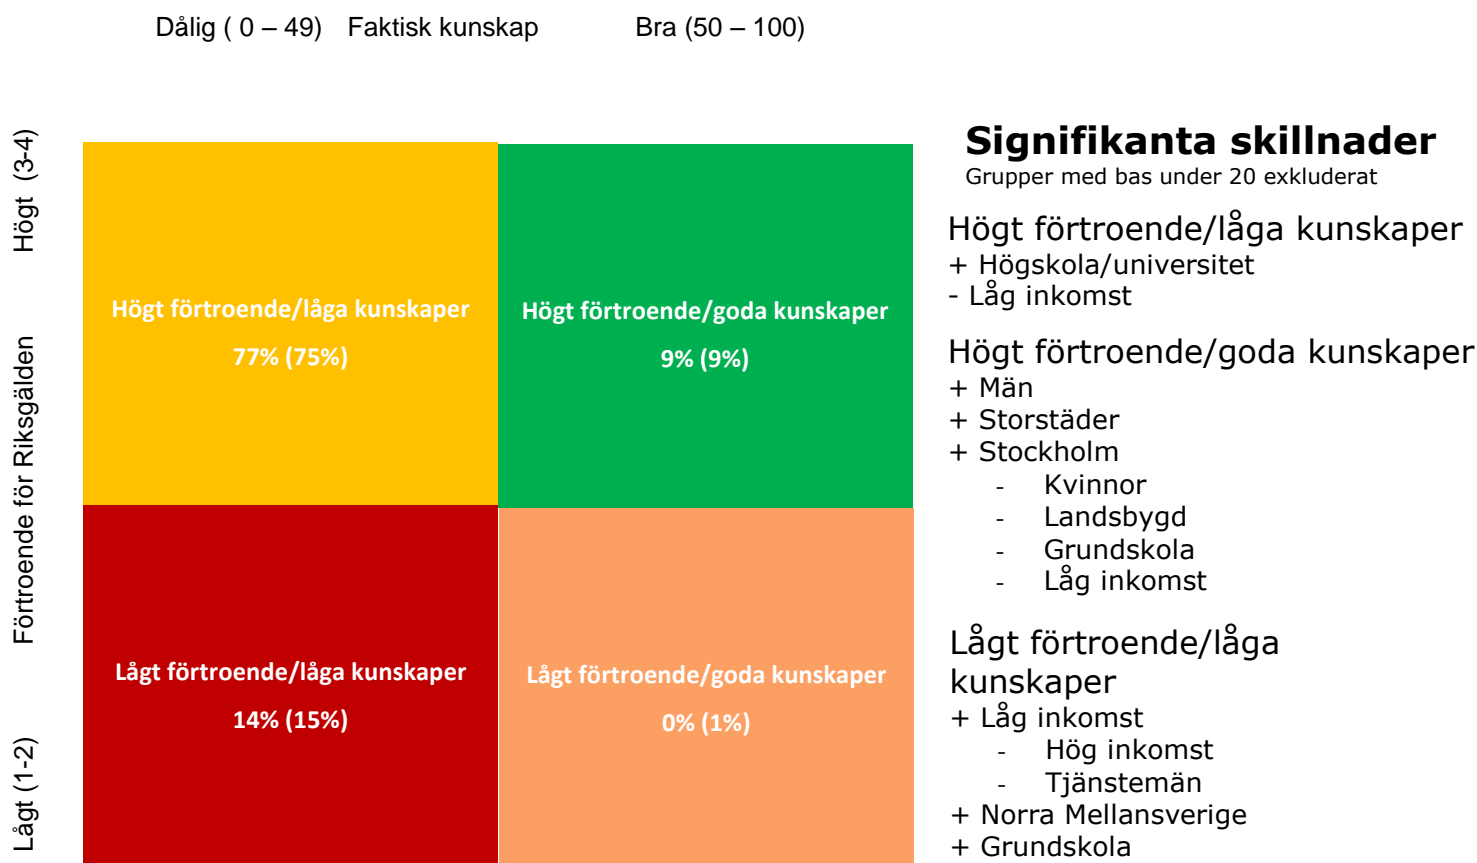 Dålig ( 0 – 49) Faktisk kunskap Bra (50 – 100)
Högt (3-4)
Förtroende för Riksgälden
Lågt (1-2)
Högt förtroende/låga kunskaper
77% (75%)
Högt förtroende/goda kunskaper
9% (9%)
Lågt förtroende/låga kunskaper
14% (15%)
Lågt förtroende/goda kunskaper
0% (1%)
Signifikanta skillnader
Grupper med bas under 20 exkluderat
Högt förtroende/låga kunskaper
+ Högskola/universitet
- Låg inkomst
Högt förtroende/goda kunskaper
+ Män
+ Storstäder
+ Stockholm
- Kvinnor
- Landsbygd
- Grundskola
- Låg inkomst
Lågt förtroende/låga
kunskaper
+ Låg inkomst
- Hög inkomst
- Tjänstemän
+ Norra Mellansverige
+ Grundskola